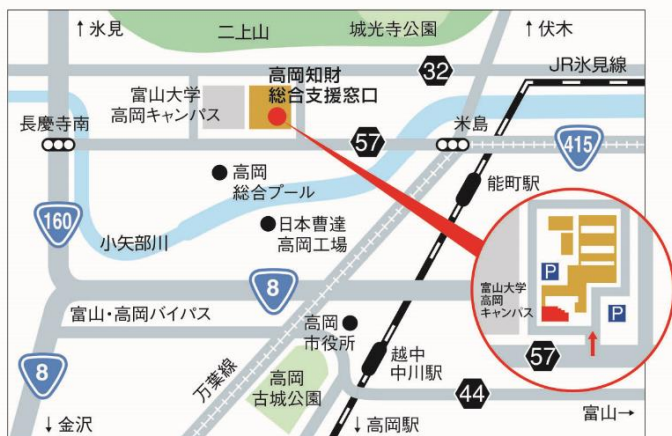 ↑氷見
二上山
城光寺公園
↑伏木
JR氷見線
32
高岡知財
総合支援窓口
富山大学
高岡キャンパス
長慶寺南
57
米島
415
高岡
総合プール
能町駅
160
小矢部川
日本曹達
高岡工場
8
富山・高岡バイパス
P
富山大学
高岡
キャンパス
P
57
高岡
市役所
越中
中川駅
8
万葉線
高岡
古城公園
44
↓金沢
↓高岡駅
富山→